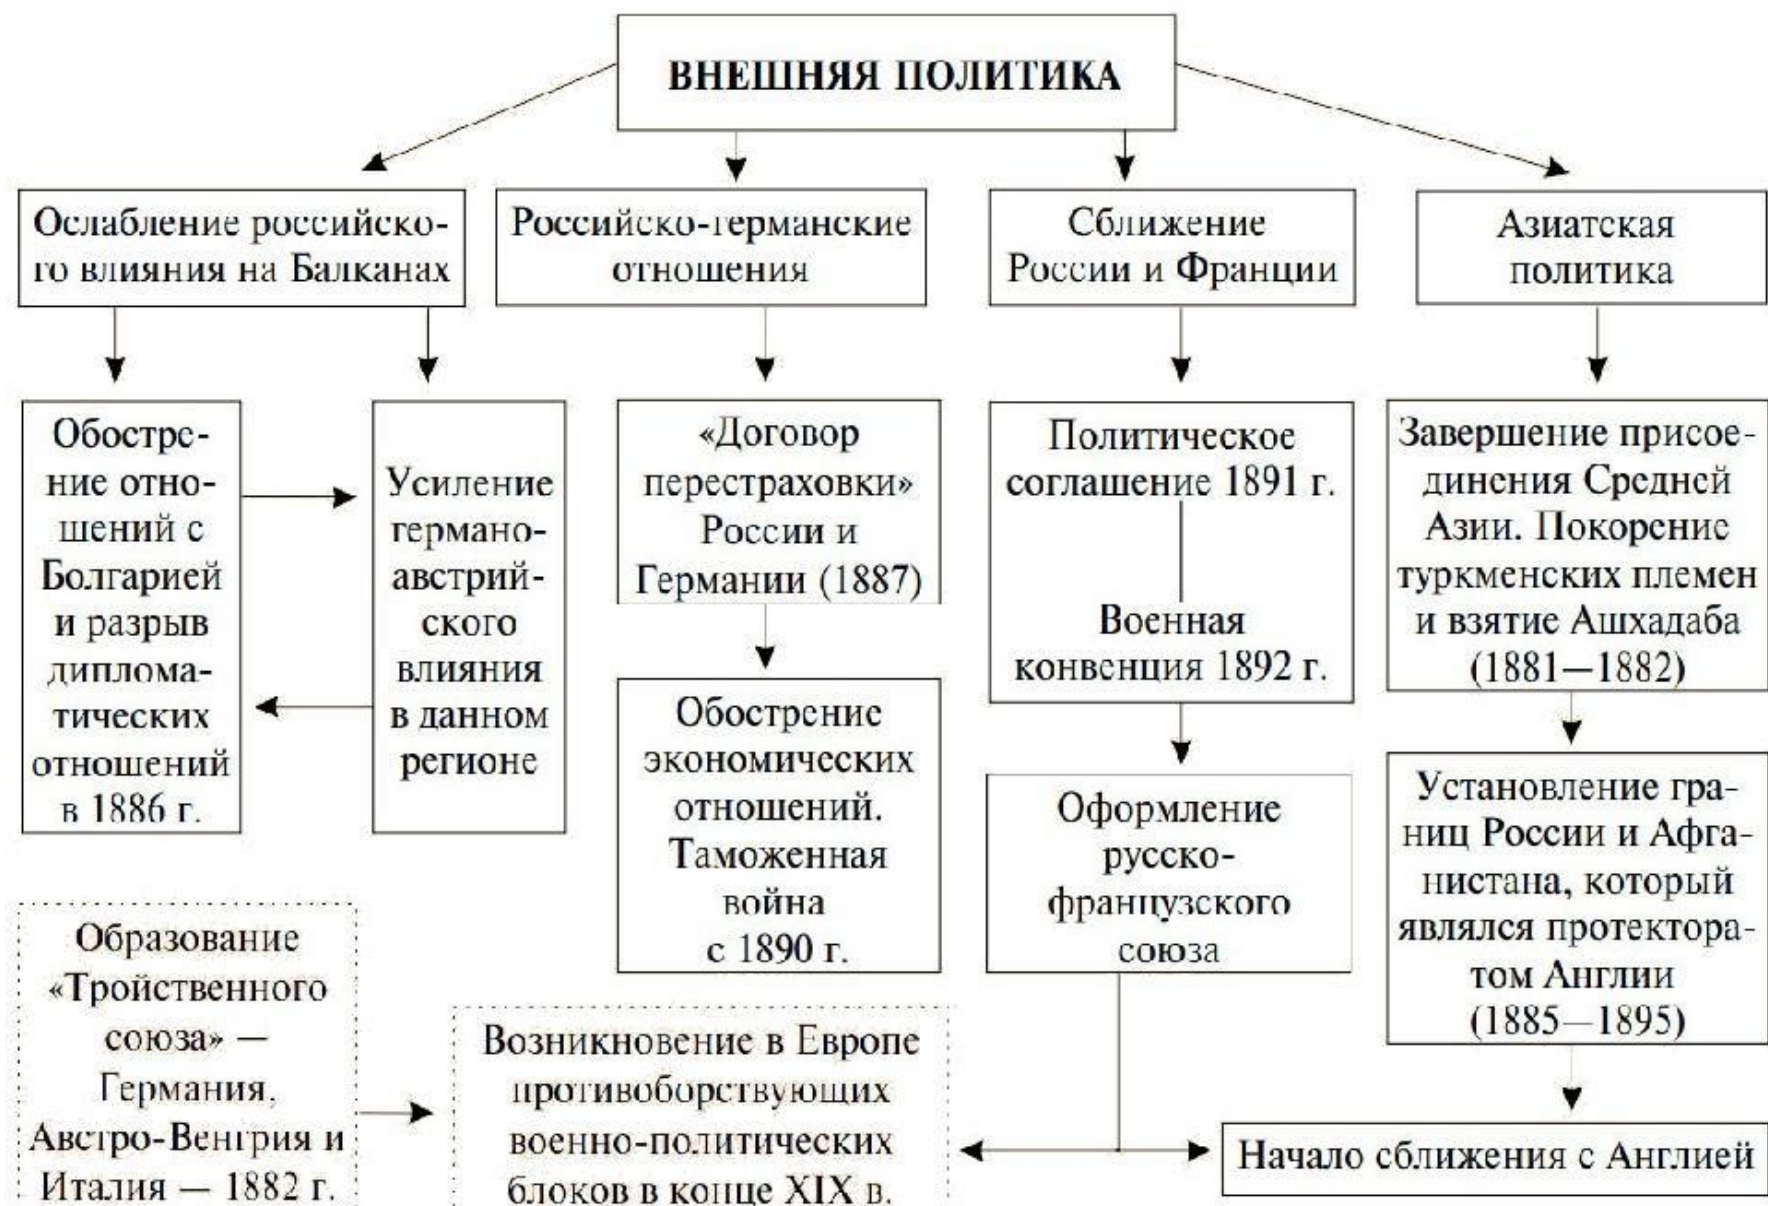 ВНЕШНЯЯ ПОЛИТИКА
Ослабление российско-
го влияния на Балканах
Российско-германские
отношения
Сближение
России и Франции
Азиатская
политика
Обостре-
ние отно-
шений с
Болгарией
и разрыв
диплома-
тических
отношений
в 1886 г.
Усиление
германо-
австрий-
ского
влияния
в данном
регионе
«Договор
перестраховки»
России и
Германии (1887)
Обострение
экономических
отношений.
Таможенная
война
с 1890 г.
Политическое
соглашение 1891 г.
Военная
конвенция 1892 г.
Оформление
русско-
французского
союза
Завершение присое-
динения Средней
Азии. Покорение
туркменских племен
и взятие Ашхадаба
(1881—1882)
Установление гра-
ниц России и Афга-
нистана, который
являлся протектора-
том Англии
(1885—1895)
Образование
«Тройственного
союза» —
Германия,
Австро-Венгрия и
Италия — 1882 г.
Возникновение в Европе
противоборствующих
военно-политических
блоков в конце XIX в.
Начало сближения с Англией